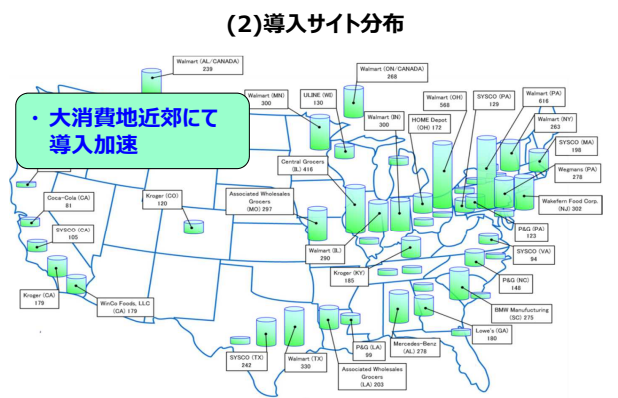 (2)導入サイト分布
Walmart (AL/CANADA)
239
Walmart (ON/CANADA)
268
・大消費地近郊にて
導入加速
Walmart (MN)
300
ULINE (WI)
130
Walmart (IN)
300
HOME Depot
(OH) 172
Walmart (OH)
568
SYSCO (PA)
129
Walmart (PA)
616
Walmart (NY)
263
SYSCO (MA)
198
Wegmans (PA)
278
Wakefern Food Corp.
(NJ) 302
Central Grocers
(IL) 416
Coca-Cola (CA)
81
SYSCO (CA)
105
Kroger (CO)
120
Associated Wholesales
Grocers
(MO) 297
Walmart (IL)
290
Kroger (KY)
185
P&G (PA)
123
SYSCO (VA)
94
P&G (NC)
148
BMW Manufucturing
(SC) 275
Lowe's (GA)
180
Kroger (CA)
179
WinCo Foods, LLC
(CA) 179
SYSCO (TX)
242
Walmart (TX)
330
P&G (LA)
99
Associated Wholesales
Grocers
(LA) 203
Mercedes-Benz
(AL) 278